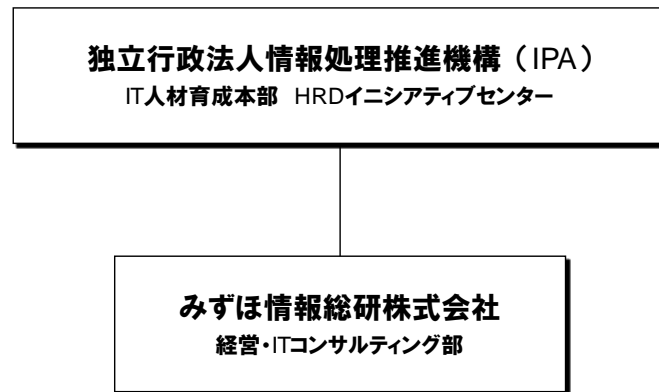 独立行政法人情報処理推進機構（IPA）
IT人材育成本部　HRDイニシアティブセンター
みずほ情報総研株式会社
経営・ITコンサルティング部